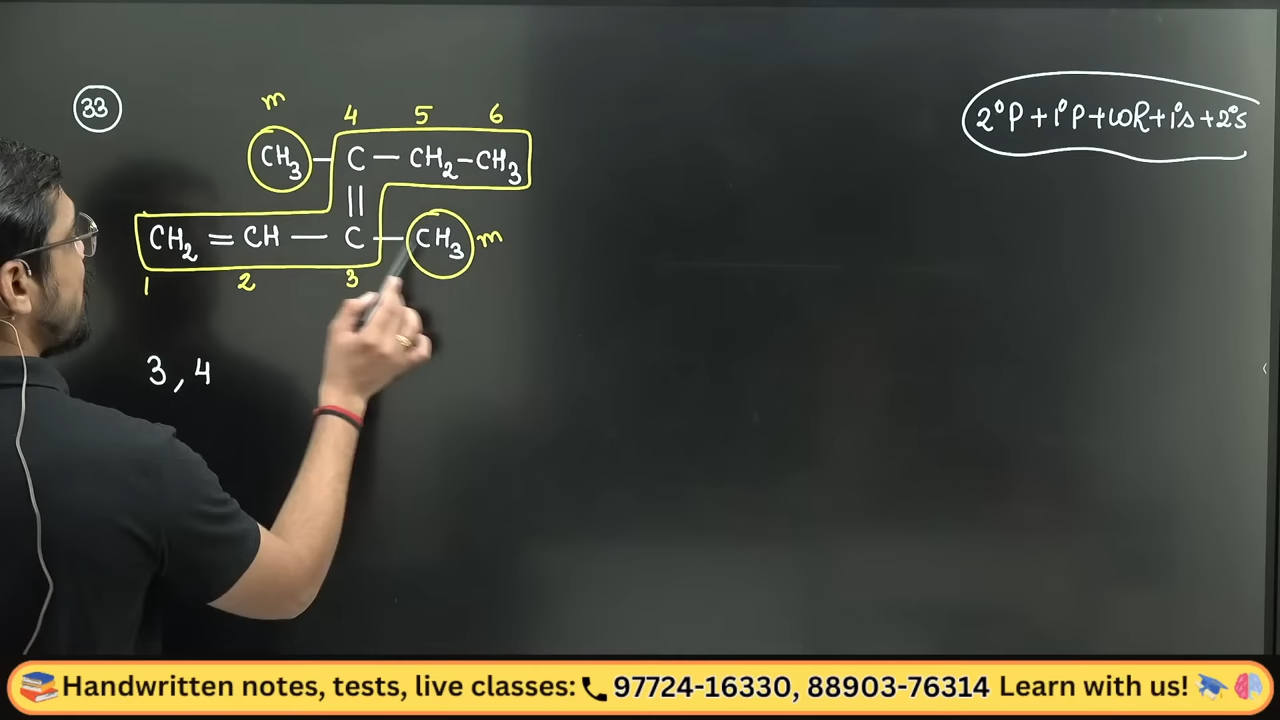 33
2°P + 1°P + WR + 1°s + 2°s
m 4 5 6
CH3 – C – CH2 – CH3
||
CH2 = CH — C – CH3 m
1 2 3
3, 4
Handwritten notes, tests, live classes: 97724-16330, 88903-76314 Learn with us!